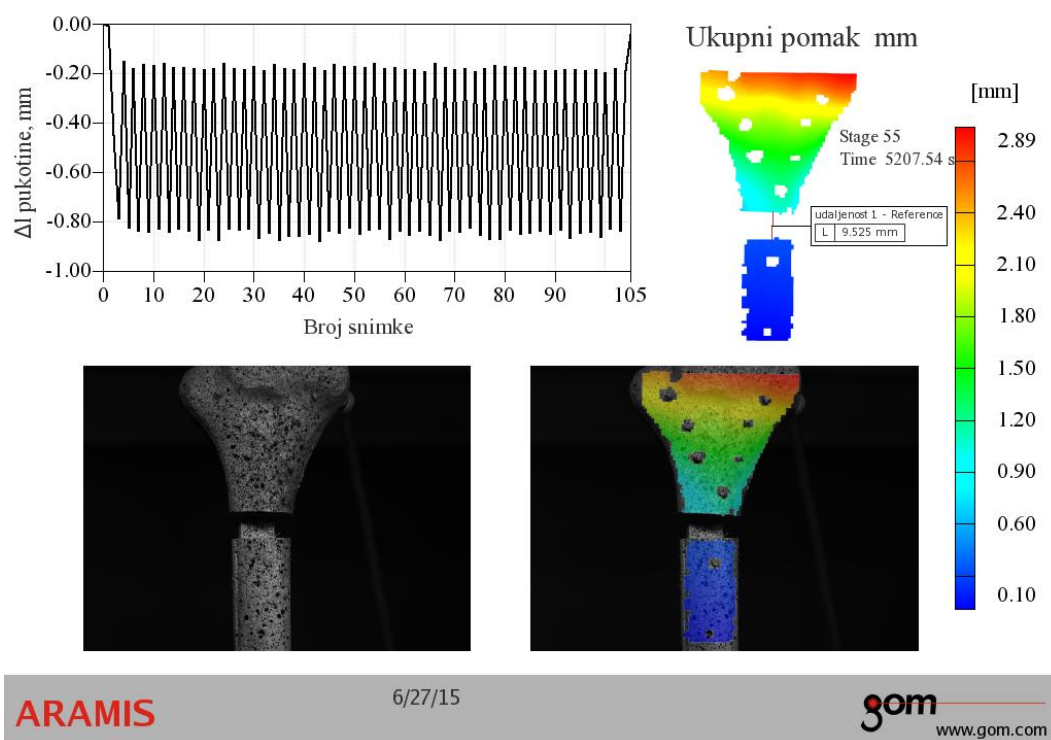 0.00
-0.20
-0.40
-0.60
-0.80
-1.00
Δl pukotine, mm
0 10 20 30 40 50 60 70 80 90 105
Broj snimke
Ukupni pomak mm
Stage 55
Time 5207.54 s
udaljenost 1 - Reference
L 9.525 mm
[mm]
2.89
2.40
2.10
1.80
1.50
1.20
0.90
0.60
0.10
ARAMIS
6/27/15
gom
www.gom.com